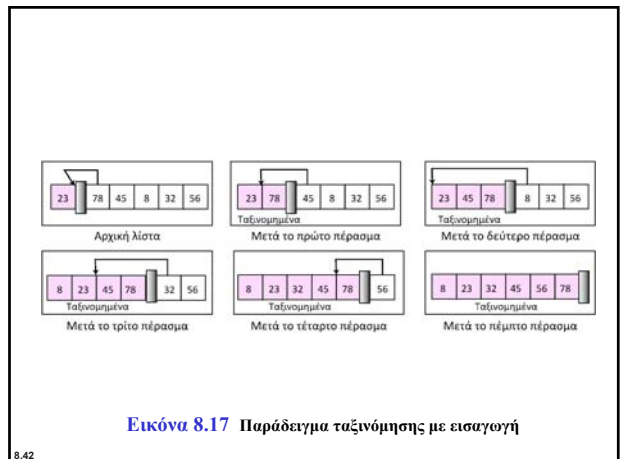 23 78 45 8 32 56
Αρχική λίστα
23 78 45 8 32 56
Ταξινομημένα
Μετά το πρώτο πέρασμα
23 45 78 8 32 56
Ταξινομημένα
Μετά το δεύτερο πέρασμα
8 23 45 78 32 56
Ταξινομημένα
Μετά το τρίτο πέρασμα
8 23 32 45 78 56
Ταξινομημένα
Μετά το τέταρτο πέρασμα
8 23 32 45 56 78
Ταξινομημένα
Μετά το πέμπτο πέρασμα
Εικόνα 8.17 Παράδειγμα ταξινόμησης με εισαγωγή
8.42